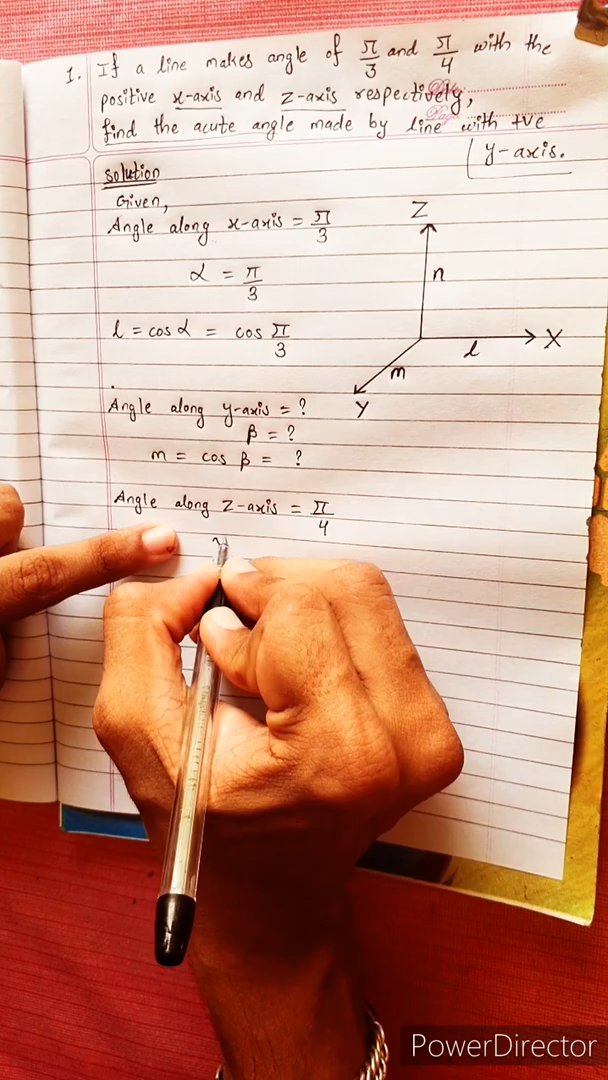 1. If a line makes angle of π/3 and π/4 with the
positive x-axis and z-axis respectively,
find the acute angle made by line with +ve
y-axis.
solution
Given,
Angle along x-axis = π/3
α = π/3
l = cos α = cos π/3
Angle along y-axis = ?
β = ?
m = cos β = ?
Angle along z-axis = π/4
Z
n
X
l
m
Y
PowerDirector